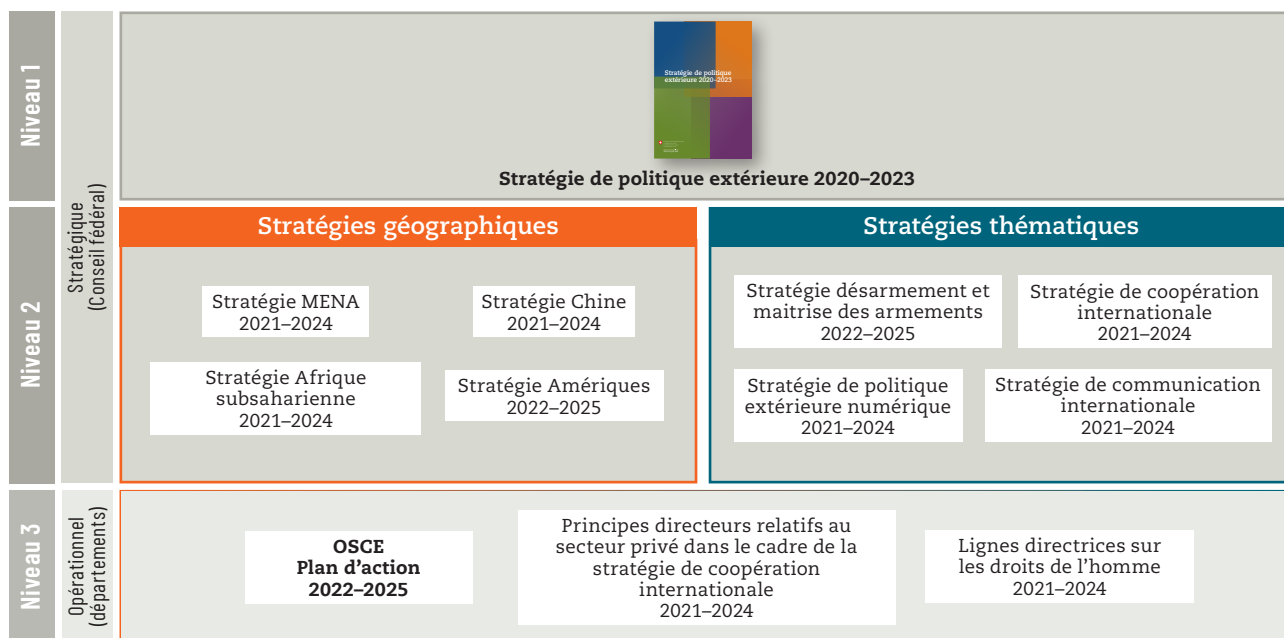 Niveau 1
Stratégique
(Conseil fédéral)
Stratégie de politique
extérieure 2020–2023
Stratégie de politique extérieure 2020–2023
Niveau 2
Stratégies géographiques
Stratégie MENA
2021–2024
Stratégie Chine
2021–2024
Stratégie Afrique
subsaharienne
2021–2024
Stratégie Amériques
2022–2025
Stratégies thématiques
Stratégie désarmement et
maitrise des armements
2022–2025
Stratégie de coopération
internationale
2021–2024
Stratégie de politique
extérieure numérique
2021–2024
Stratégie de communication
internationale
2021–2024
Niveau 3
Opérationnel
(départements)
OSCE
Plan d’action
2022–2025
Principes directeurs relatifs au
secteur privé dans le cadre de la
stratégie de coopération
internationale
2021–2024
Lignes directrices sur
les droits de l’homme
2021–2024